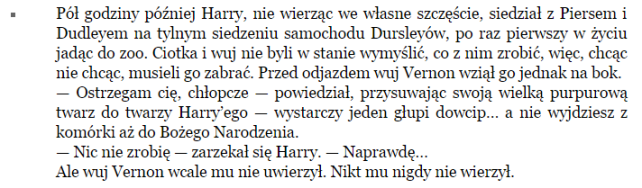 Pół godziny później Harry, nie wierząc we własne szczęście, siedział z Piersem i
Dudleyem na tylnym siedzeniu samochodu Dursleyów, po raz pierwszy w życiu
jadąc do zoo. Ciotka i wuj nie byli w stanie wymyślić, co z nim zrobić, więc, chcąc
nie chcąc, musieli go zabrać. Przed odjazdem wuj Vernon wziął go jednak na bok.
— Ostrzegam cię, chłopcze — powiedział, przysuwając swoją wielką purpurową
twarz do twarzy Harry’ego — wystarczy jeden głupi dowcip... a nie wyjdziesz z
komórki aż do Bożego Narodzenia.
— Nic nie zrobię — zarzekał się Harry. — Naprawdę...
Ale wuj Vernon wcale mu nie uwierzył. Nikt mu nigdy nie wierzył.